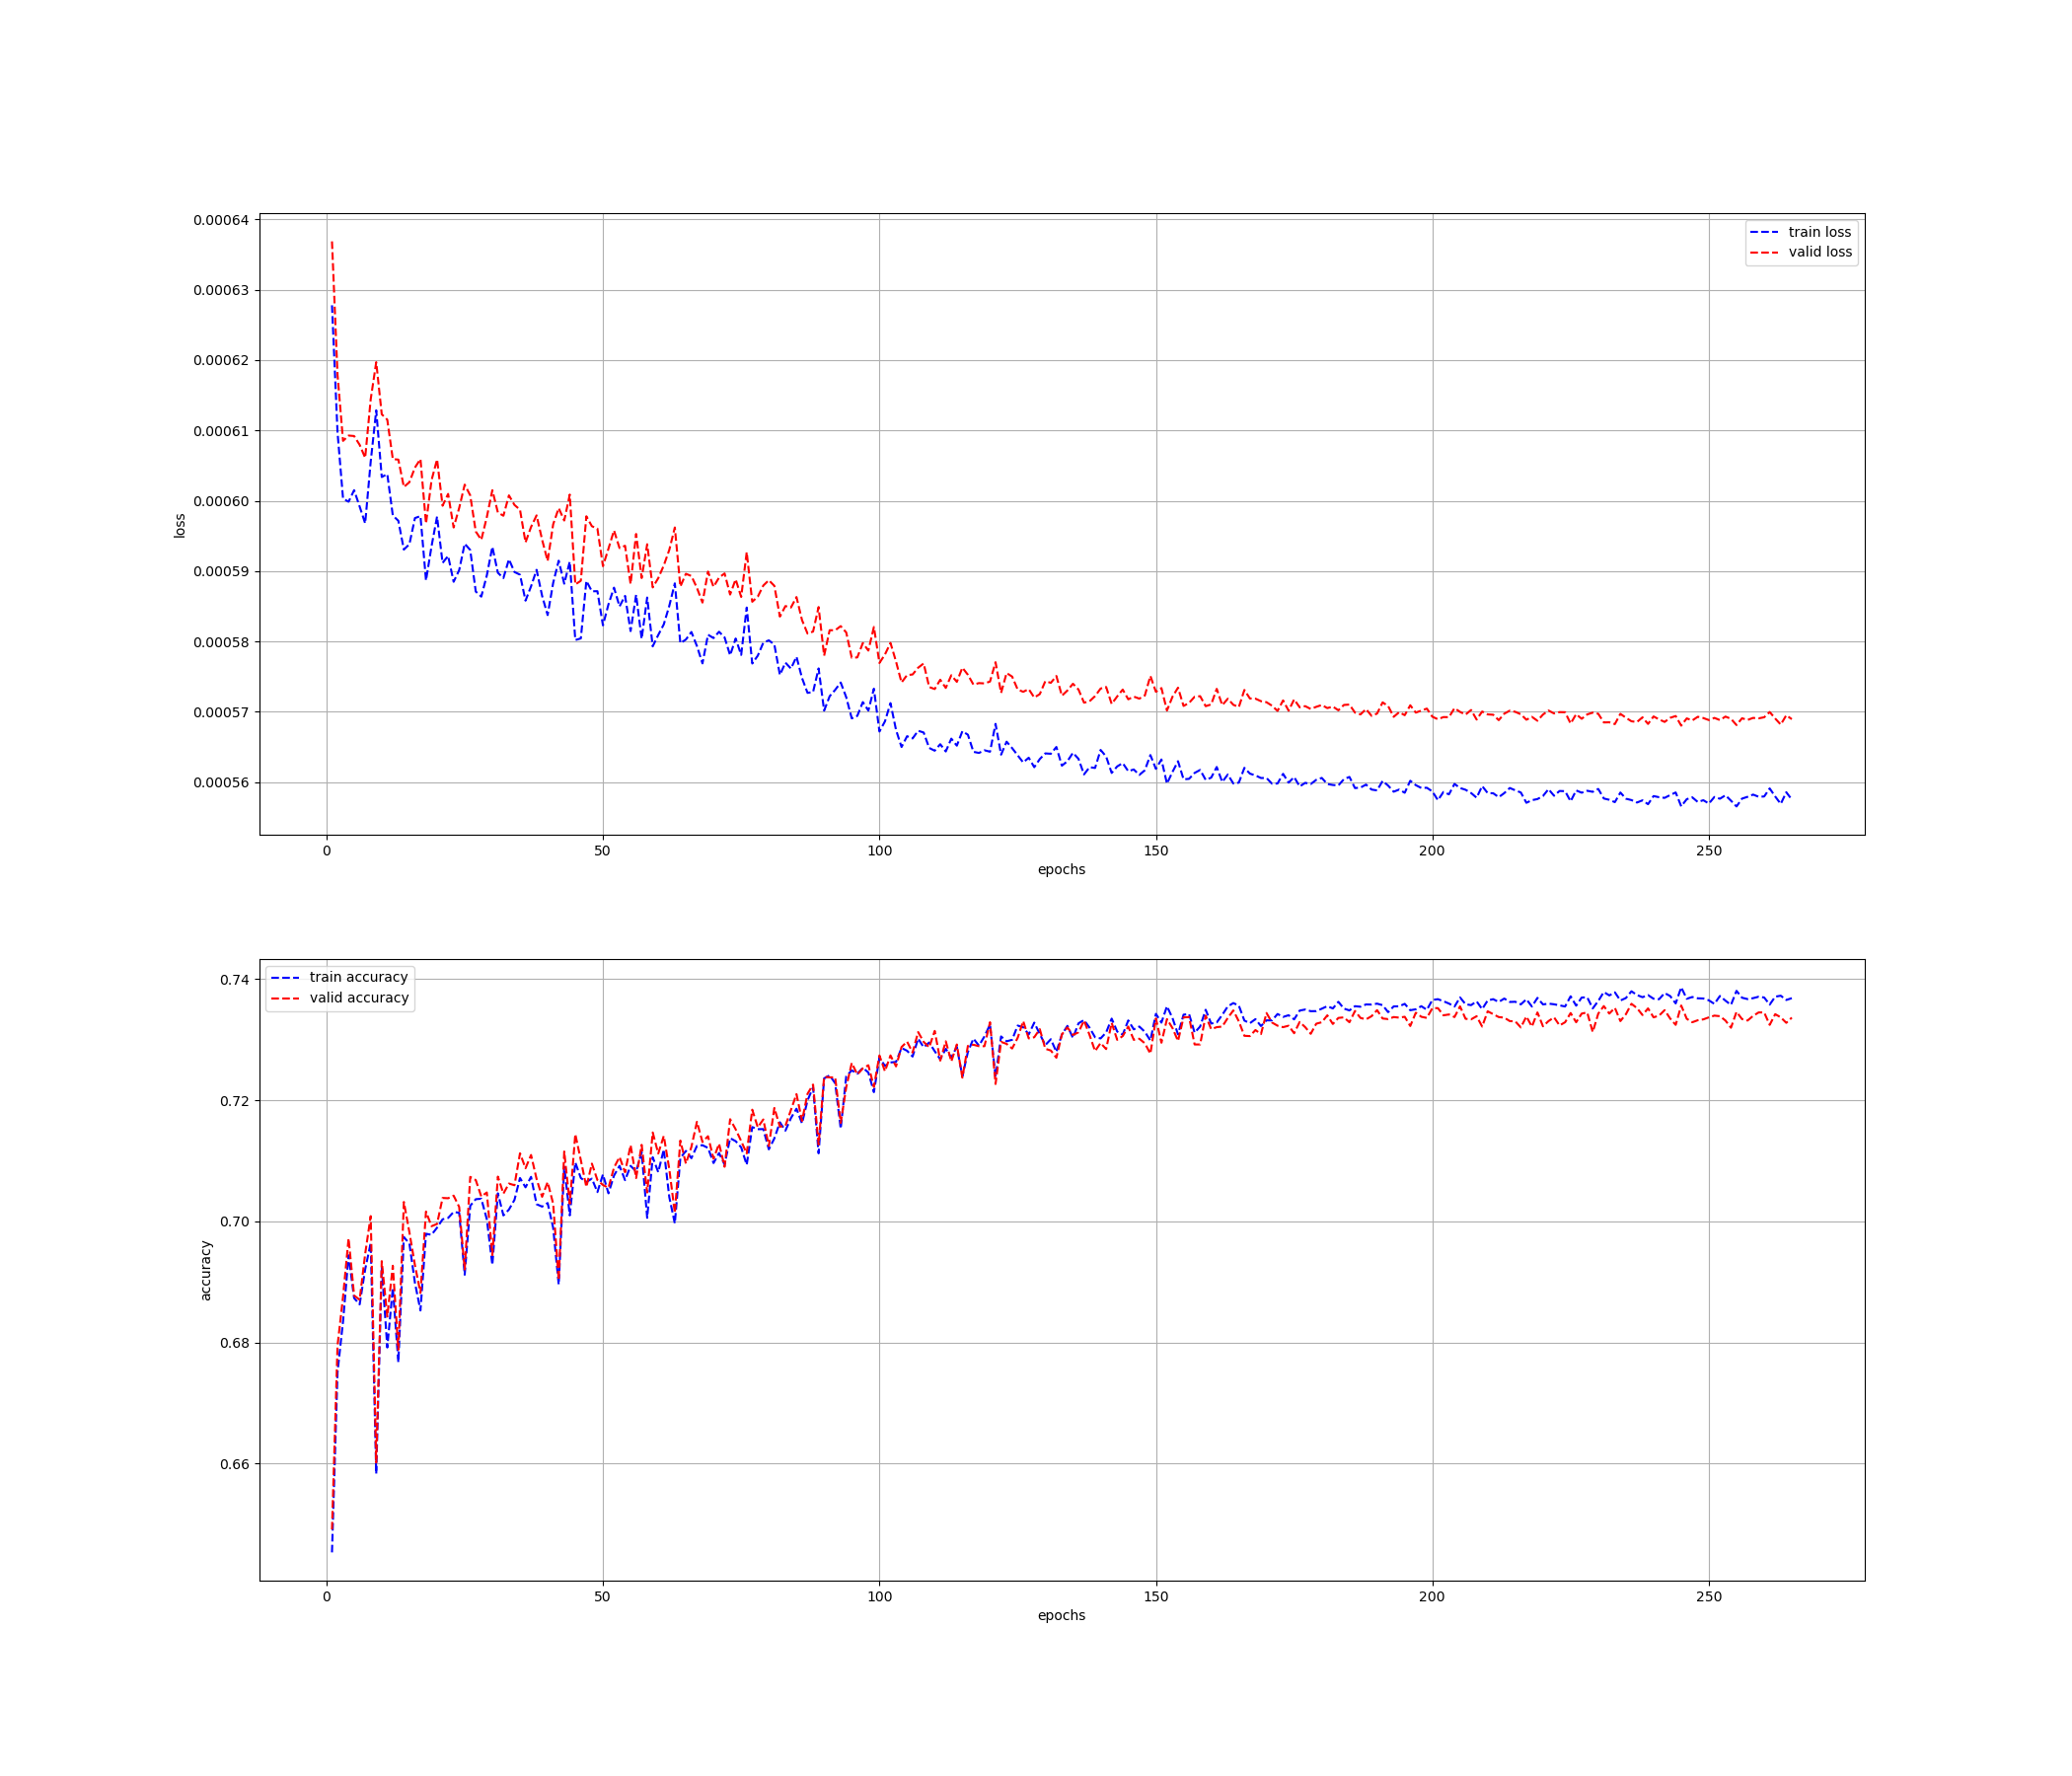 0.00064
0.00063
0.00062
0.00061
0.00060
0.00059
0.00058
0.00057
0.00056
loss
train loss
valid loss
0 50 100 150 200 250
epochs
0.74
0.72
0.70
0.68
0.66
accuracy
train accuracy
valid accuracy
0 50 100 150 200 250
epochs